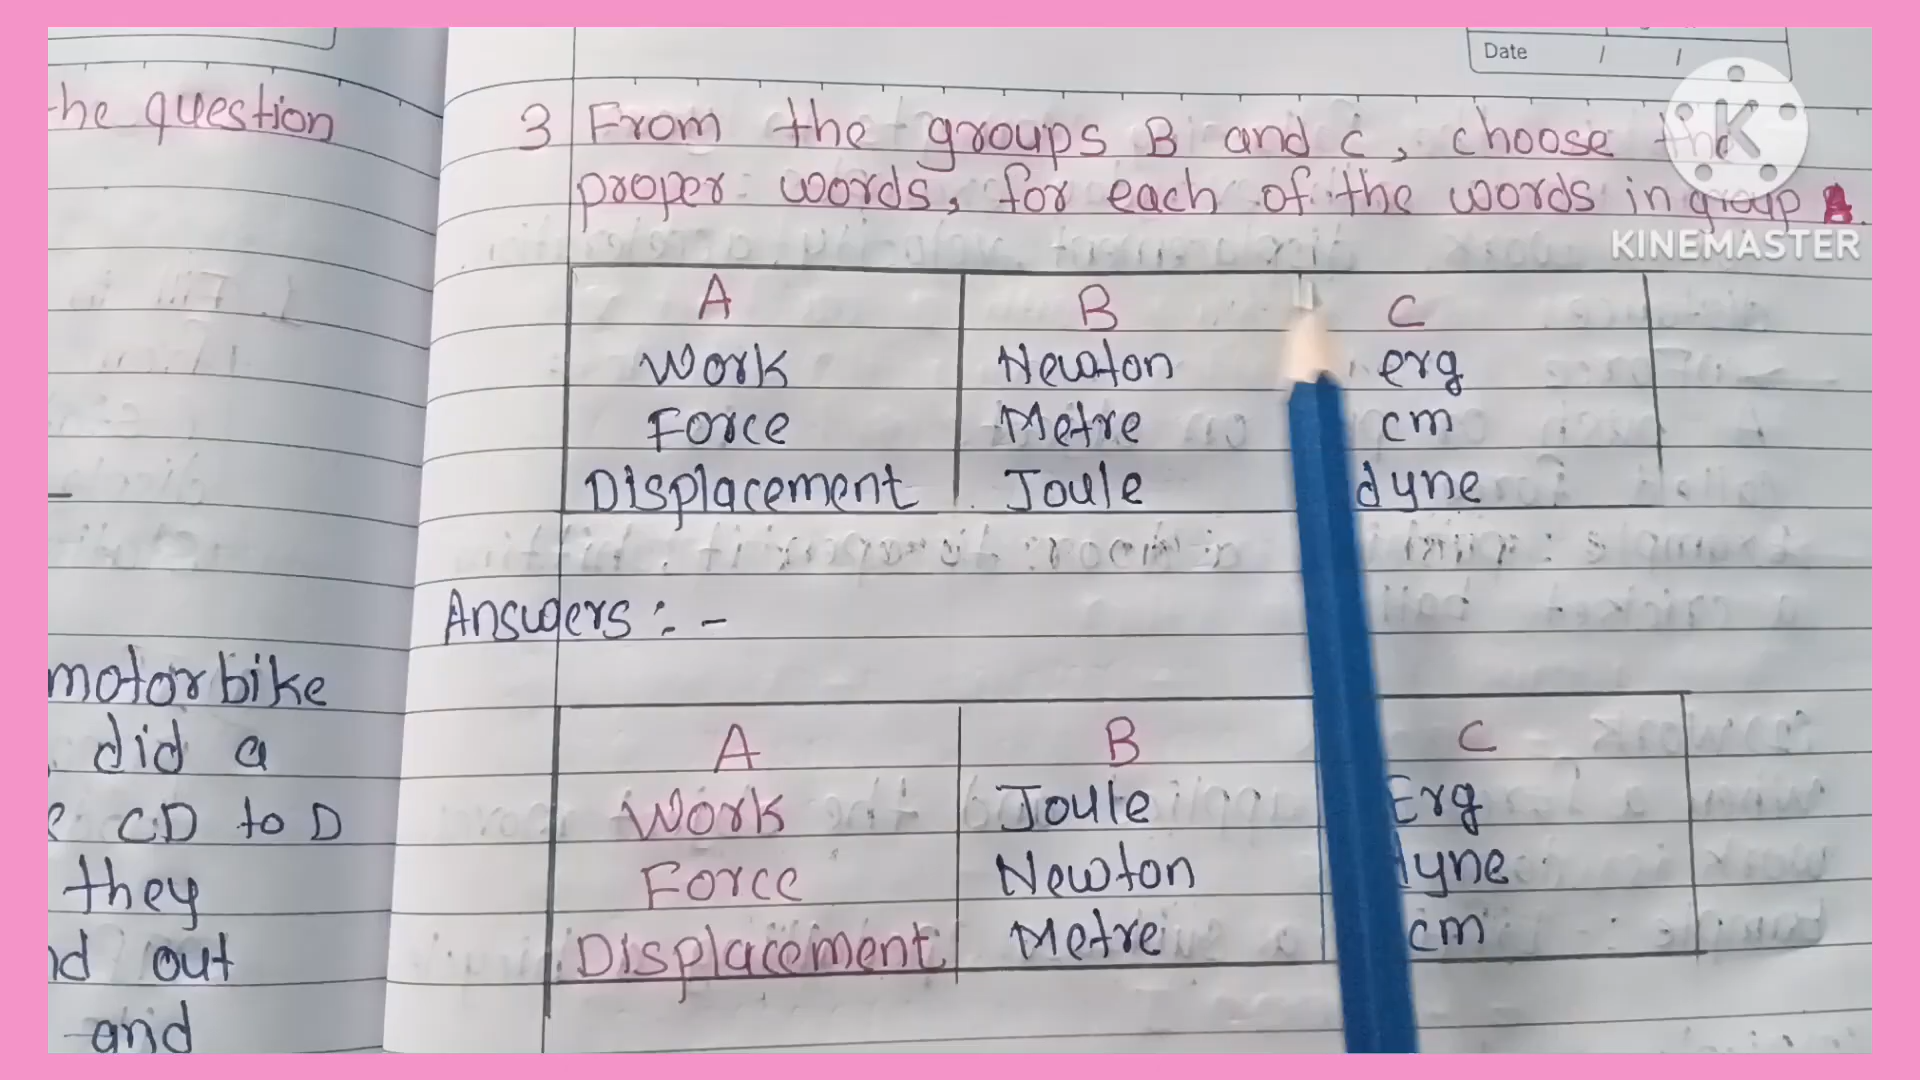 Date / /
he question
3 From the groups B and C, choose the
proper words, for each of the words in group A.
KINEMASTER
A B C
Work Newton erg
Force Metre cm
Displacement Joule dyne
Answers :-
motorbike
did a
CD to D
they
out
and
A B C
Work Joule Erg
Force Newton dyne
Displacement Metre cm